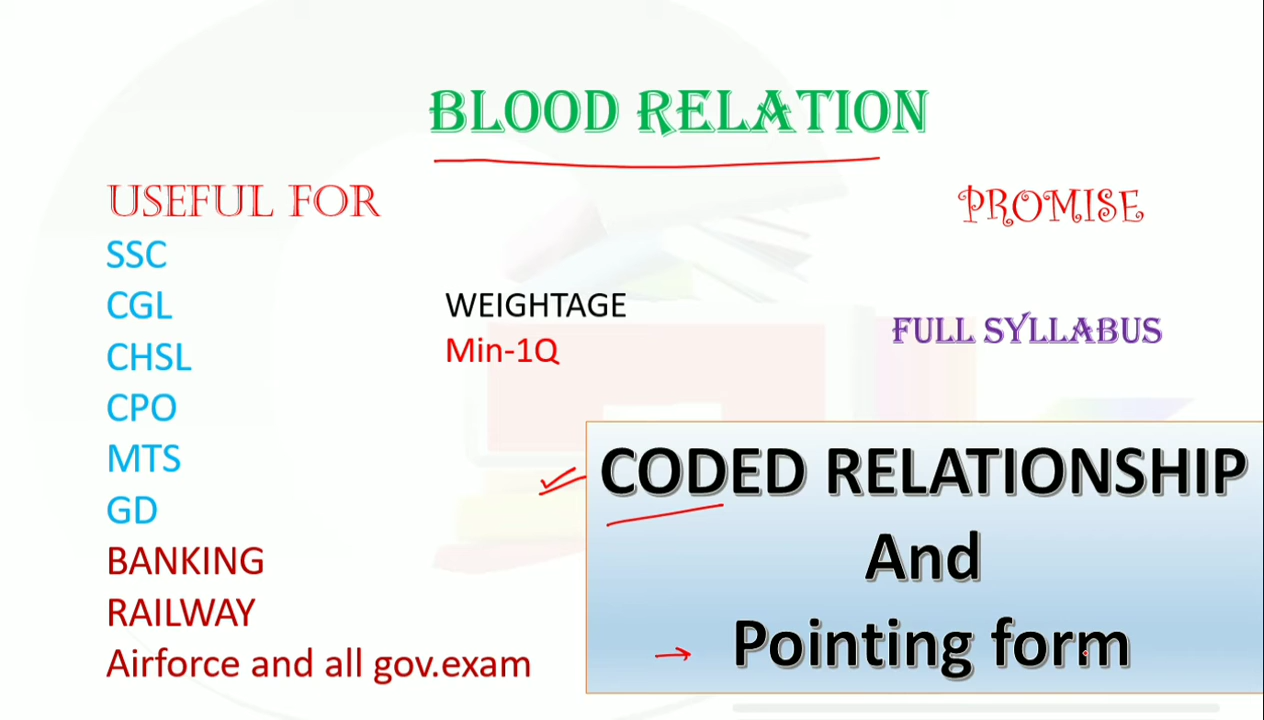 BLOOD RELATION
USEFUL FOR
SSC
CGL
CHSL
CPO
MTS
GD
BANKING
RAILWAY
Airforce and all gov.exam
WEIGHTAGE
Min-1Q
PROMISE
FULL SYLLABUS
CODED RELATIONSHIP
And
Pointing form